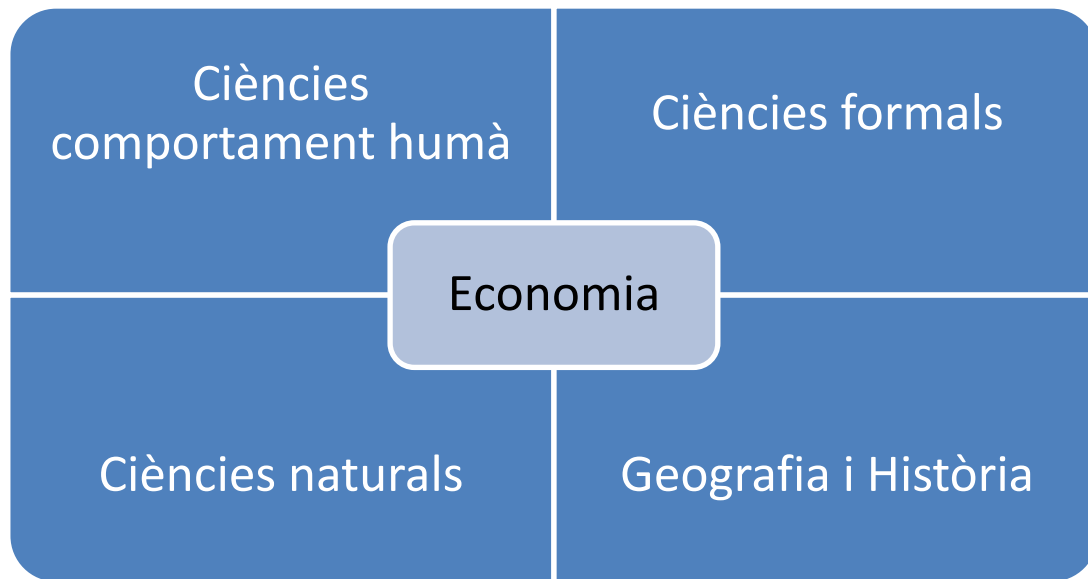 Ciències
comportament humà
Ciències formals
Economia
Ciències naturals
Geografia i Història